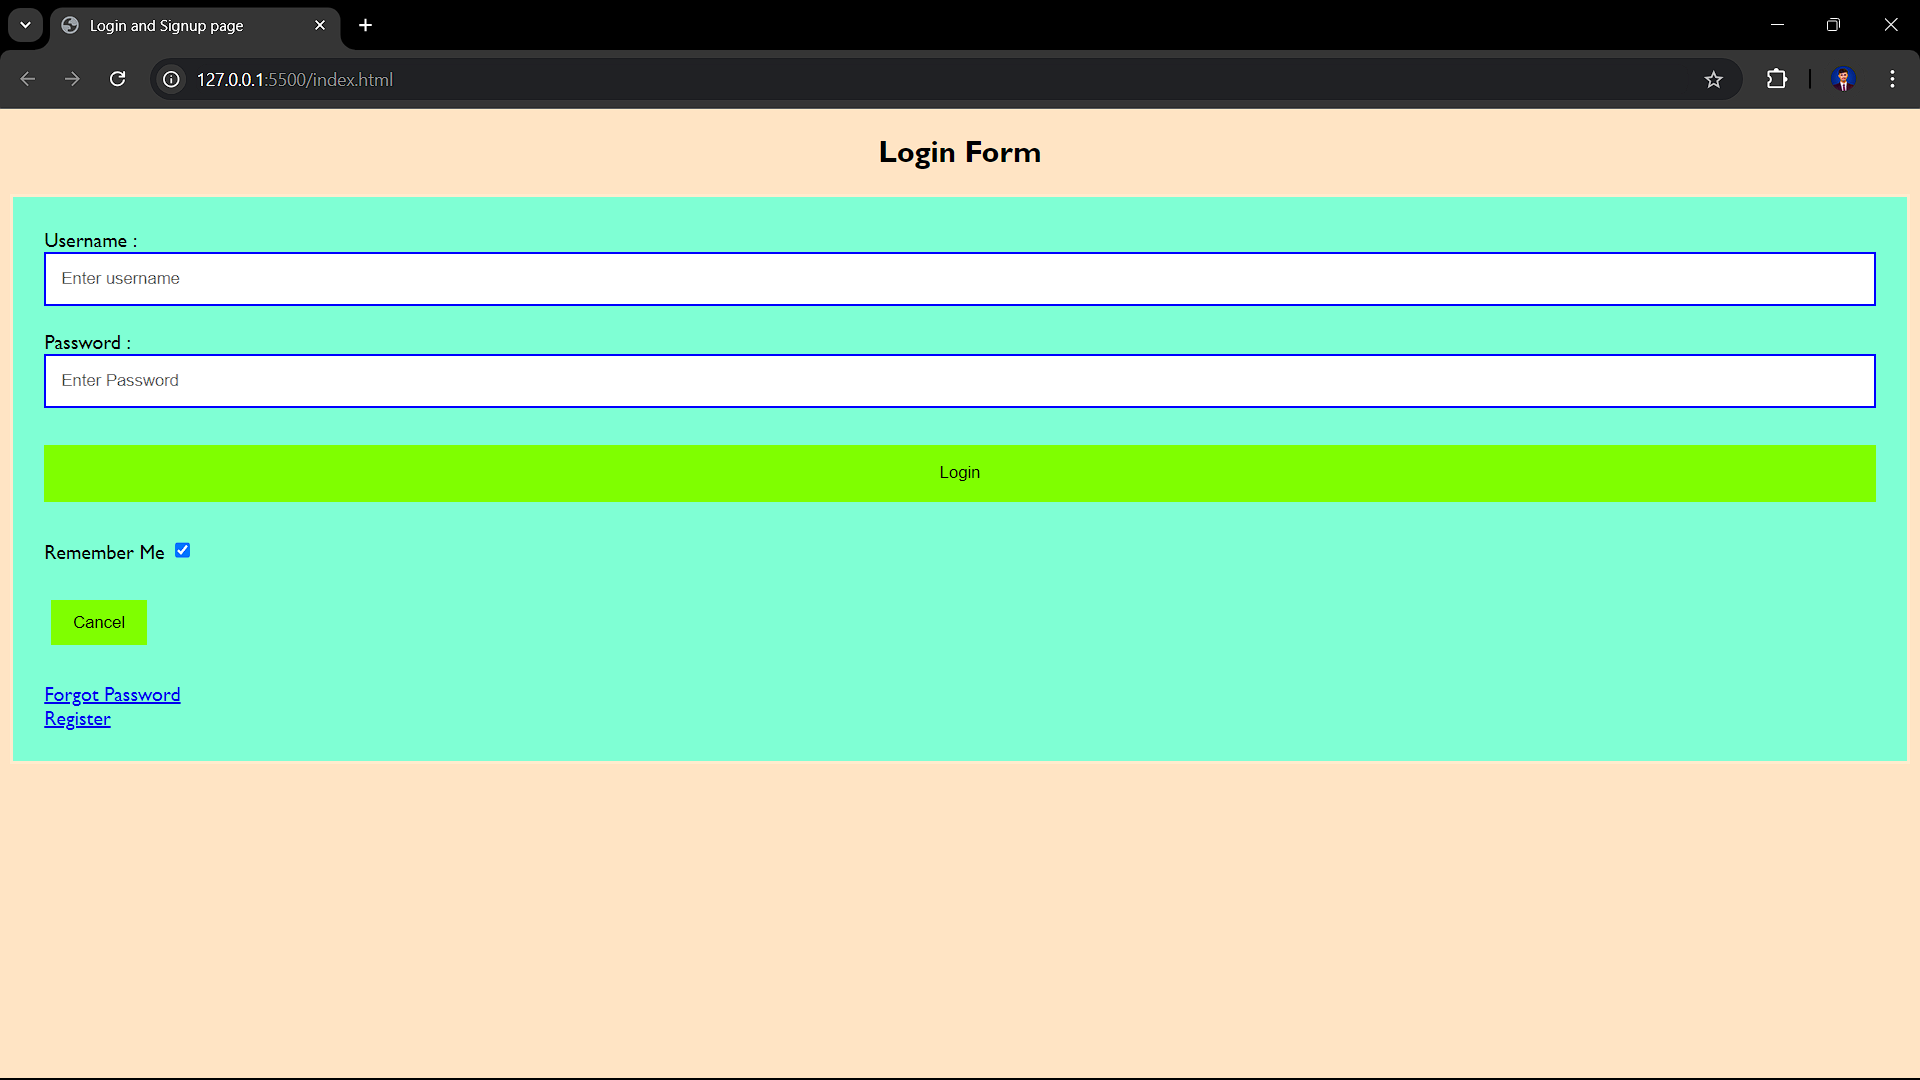 Login and Signup page
127.0.0.1:5500/index.html
Login Form
Username :
Enter username
Password :
Enter Password
Login
Remember Me
Cancel
Forgot Password
Register